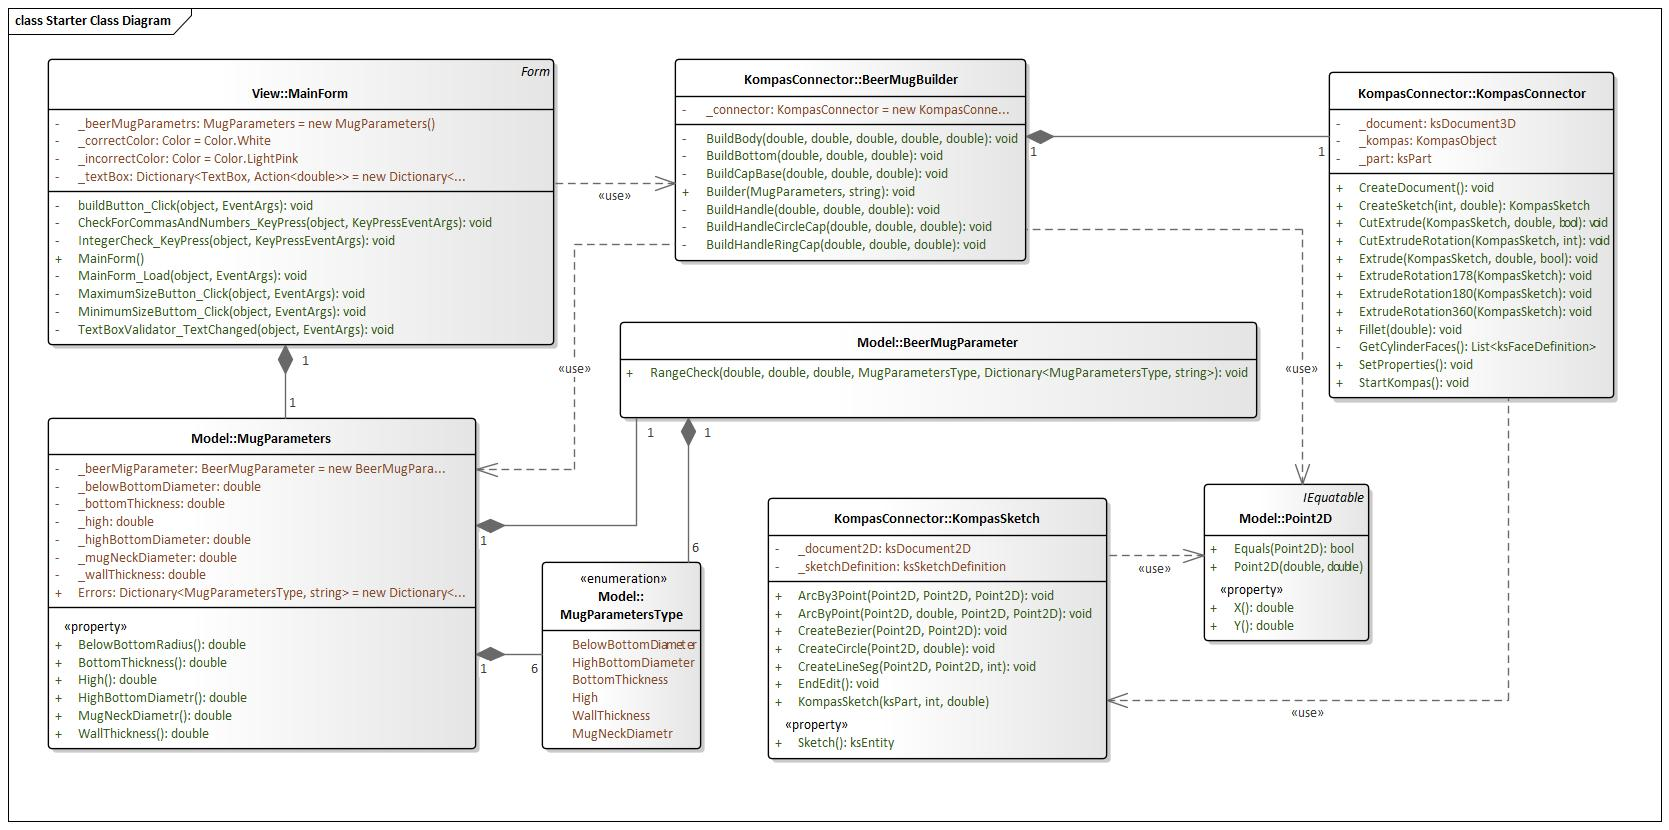 class Starter Class Diagram
Form
View::MainForm
- _beerMugParametrs: MugParameters = new MugParameters()
- _correctColor: Color = Color.White
- _incorrectColor: Color = Color.LightPink
- _textBox: Dictionary<TextBox, Action<double>> = new Dictionary<...
- buildButton_Click(object, EventArgs): void
- CheckForCommasAndNumbers_KeyPress(object, KeyPressEventArgs): void
- IntegerCheck_KeyPress(object, KeyPressEventArgs): void
+ MainForm()
- MainForm_Load(object, EventArgs): void
- MaximumSizeButton_Click(object, EventArgs): void
- MinimumSizeButtom_Click(object, EventArgs): void
- TextBoxValidator_TextChanged(object, EventArgs): void
«use»
KompasConnector::BeerMugBuilder
- _connector: KompasConnector = new KompasConne...
- BuildBody(double, double, double, double, double): void
- BuildBottom(double, double, double): void
- BuildCapBase(double, double, double): void
+ Builder(MugParameters, string): void
- BuildHandle(double, double, double): void
- BuildHandleCircleCap(double, double, double): void
- BuildHandleRingCap(double, double, double): void
1
1
KompasConnector::KompasConnector
- _document: ksDocument3D
- _kompas: KompasObject
- _part: ksPart
+ CreateDocument(): void
+ CreateSketch(int, double): KompasSketch
+ CutExtrude(KompasSketch, double, bool): void
+ CutExtrudeRotation(KompasSketch, int): void
+ Extrude(KompasSketch, double, bool): void
+ ExtrudeRotation178(KompasSketch): void
+ ExtrudeRotation180(KompasSketch): void
+ ExtrudeRotation360(KompasSketch): void
+ Fillet(double): void
- GetCylinderFaces(): List<ksFaceDefinition>
+ SetProperties(): void
+ StartKompas(): void
«use»
«use»
1
1
Model::BeerMugParameter
+ RangeCheck(double, double, double, MugParametersType, Dictionary<MugParametersType, string>): void
1
1
6
Model::MugParameters
- _beerMigParameter: BeerMugParameter = new BeerMugPara...
- _belowBottomDiameter: double
- _bottomThickness: double
- _high: double
- _highBottomDiameter: double
- _mugNeckDiameter: double
- _wallThickness: double
+ Errors: Dictionary<MugParametersType, string> = new Dictionary<...
«property»
+ BelowBottomRadius(): double
+ BottomThickness(): double
+ High(): double
+ HighBottomDiametr(): double
+ MugNeckDiametr(): double
+ WallThickness(): double
1
1
6
«enumeration»
Model::
MugParametersType
BelowBottomDiameter
HighBottomDiameter
BottomThickness
High
WallThickness
MugNeckDiametr
KompasConnector::KompasSketch
- _document2D: ksDocument2D
- _sketchDefinition: ksSketchDefinition
+ ArcBy3Point(Point2D, Point2D, Point2D): void
+ ArcByPoint(Point2D, double, Point2D, Point2D): void
+ CreateBezier(Point2D, Point2D): void
+ CreateCircle(Point2D, double): void
+ CreateLineSeg(Point2D, Point2D, int): void
+ EndEdit(): void
+ KompasSketch(ksPart, int, double)
«property»
+ Sketch(): ksEntity
«use»
IEquatable
Model::Point2D
+ Equals(Point2D): bool
+ Point2D(double, double)
«property»
+ X(): double
+ Y(): double
«use»